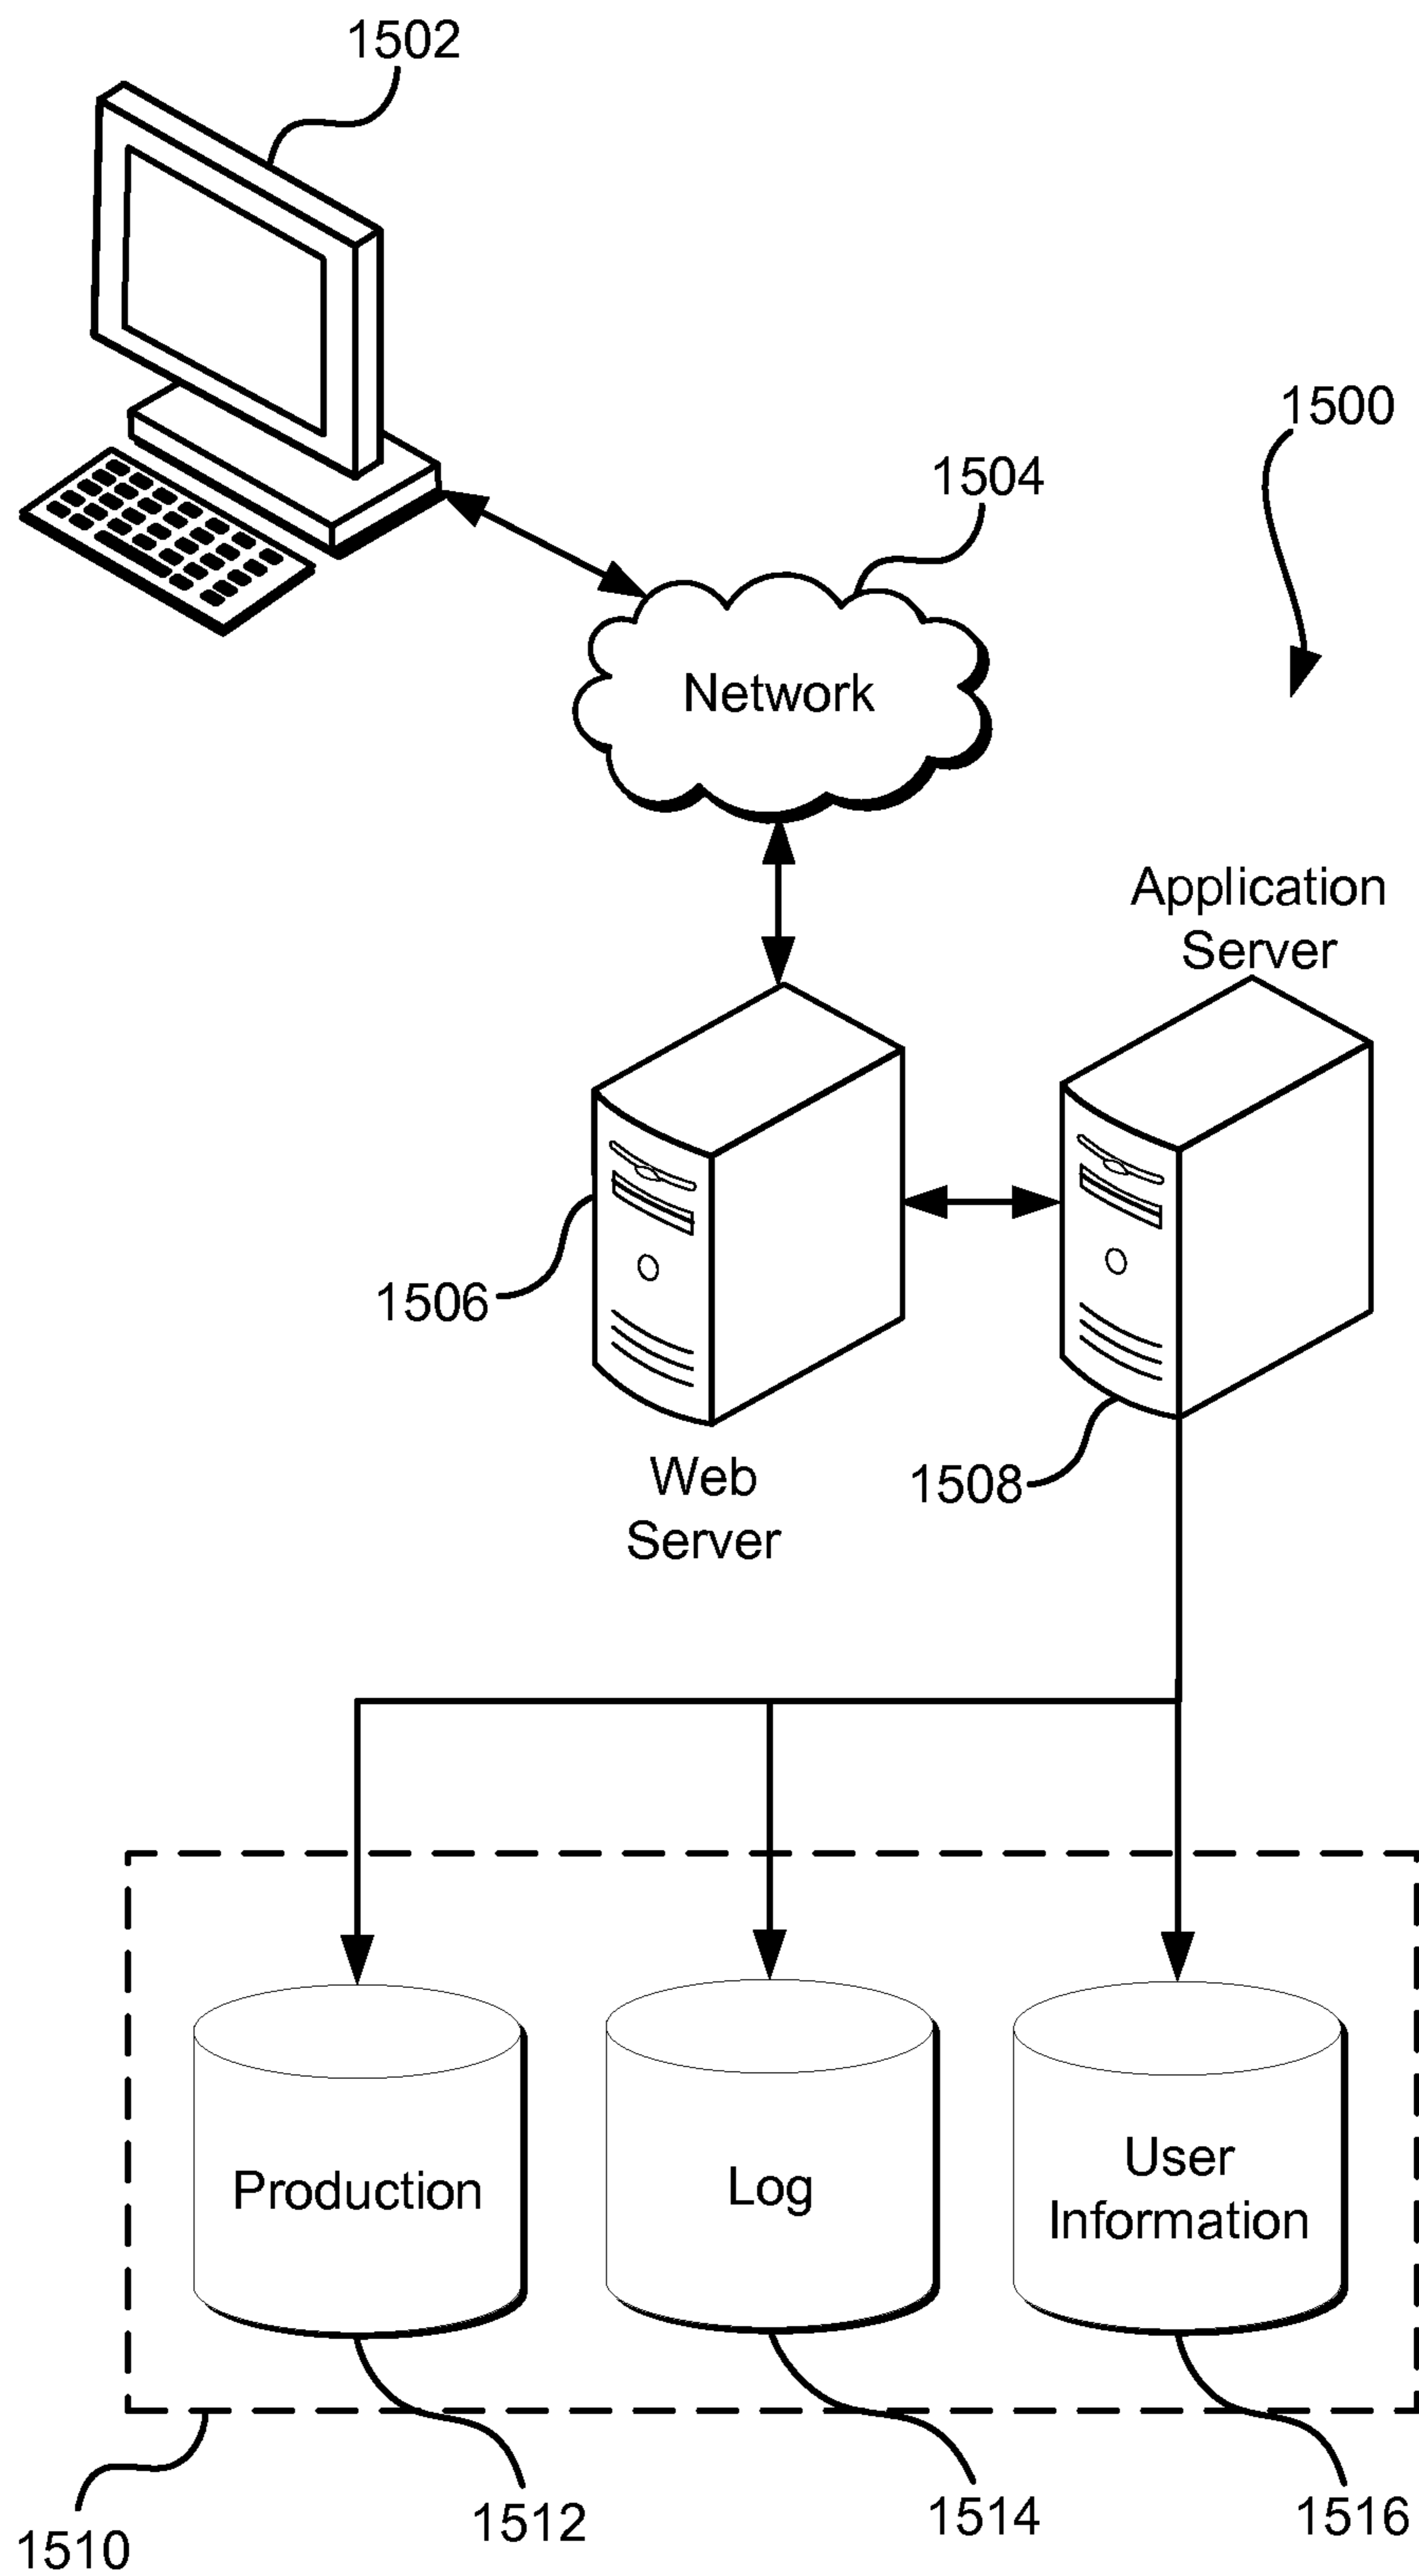 1502
1500
1504
Network
Application
Server
1506
Web
Server
1508
Production
Log
User
Information
1510
1512
1514
1516